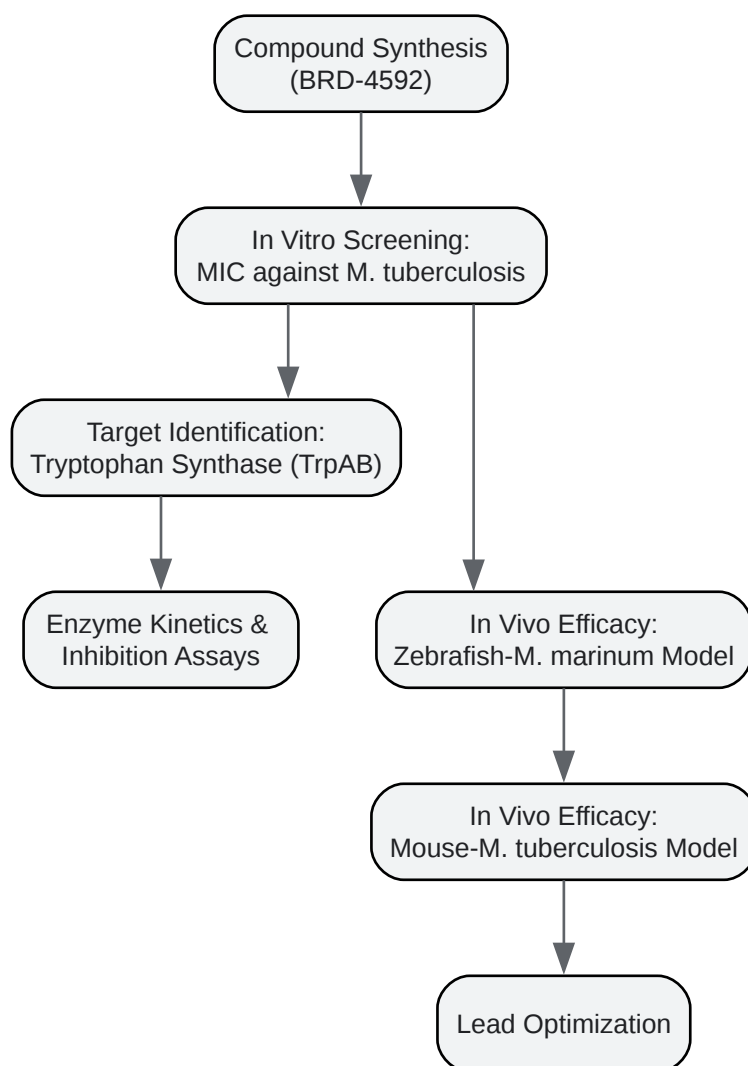 Compound Synthesis
(BRD-4592)
In Vitro Screening:
MIC against M. tuberculosis
Target Identification:
Tryptophan Synthase (TrpAB)
Enzyme Kinetics &
Inhibition Assays
In Vivo Efficacy:
Zebrafish-M. marinum Model
In Vivo Efficacy:
Mouse-M. tuberculosis Model
Lead Optimization